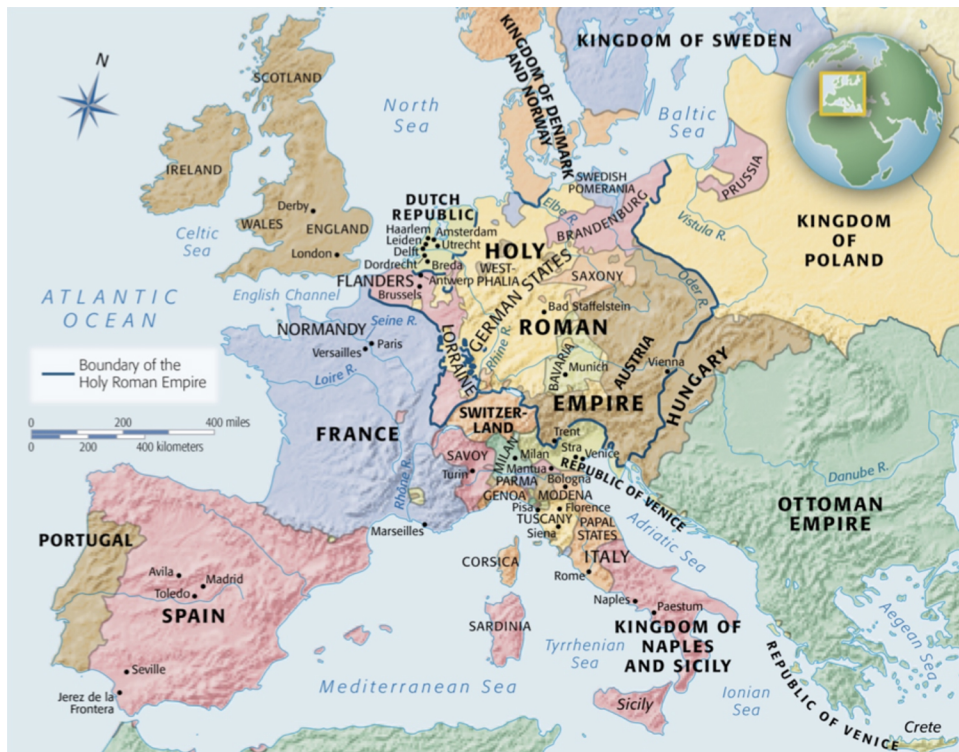 N
KINGDOM OF SWEDEN
KINGDOM OF DENMARK
AND NORWAY
SCOTLAND
North
Sea
Baltic
Sea
IRELAND
PRUSSIA
SWEDISH
POMERANIA
DUTCH
REPUBLIC
Elbe R.
BRANDENBURG
Derby
WALES
ENGLAND
Haarlem
Amsterdam
Leiden
Utrecht
Delft
Vistula R.
KINGDOM
OF
POLAND
Celtic
Sea
London
Dordrecht
Breda
HOLY
WEST-
PHALIA
GERMAN STATES
SAXONY
Oder R.
FLANDERS
Antwerp
Brussels
ATLANTIC
OCEAN
English Channel
Bad Staffelstein
NORMANDY
Seine R.
LORRAINE
Rhine R.
ROMAN
Versailles
Paris
Boundary of the
Holy Roman Empire
Loire R.
BAVARIA
Munich
AUSTRIA
Vienna
HUNGARY
EMPIRE
0 200 400 miles
0 200 400 kilometers
FRANCE
SWITZER-
LAND
Trent
SAVOY
MILAN
Milan
Stra
Venice
Turin
Mantua
REPUBLIC OF VENICE
Rhône R.
PARMA
Bologna
Danube R.
GENOA
MODENA
OTTOMAN
EMPIRE
Pisa
Florence
Marseilles
TUSCANY
Siena
PAPAL
STATES
Adriatic Sea
PORTUGAL
CORSICA
ITALY
Rome
Avila
Madrid
Toledo
SPAIN
SARDINIA
Naples
Paestum
KINGDOM OF
NAPLES
AND SICILY
Tyrrhenian
Sea
Aegean Sea
Seville
Mediterranean Sea
REPUBLIC OF VENICE
Jerez de la
Frontera
Sicily
Ionian
Sea
Crete